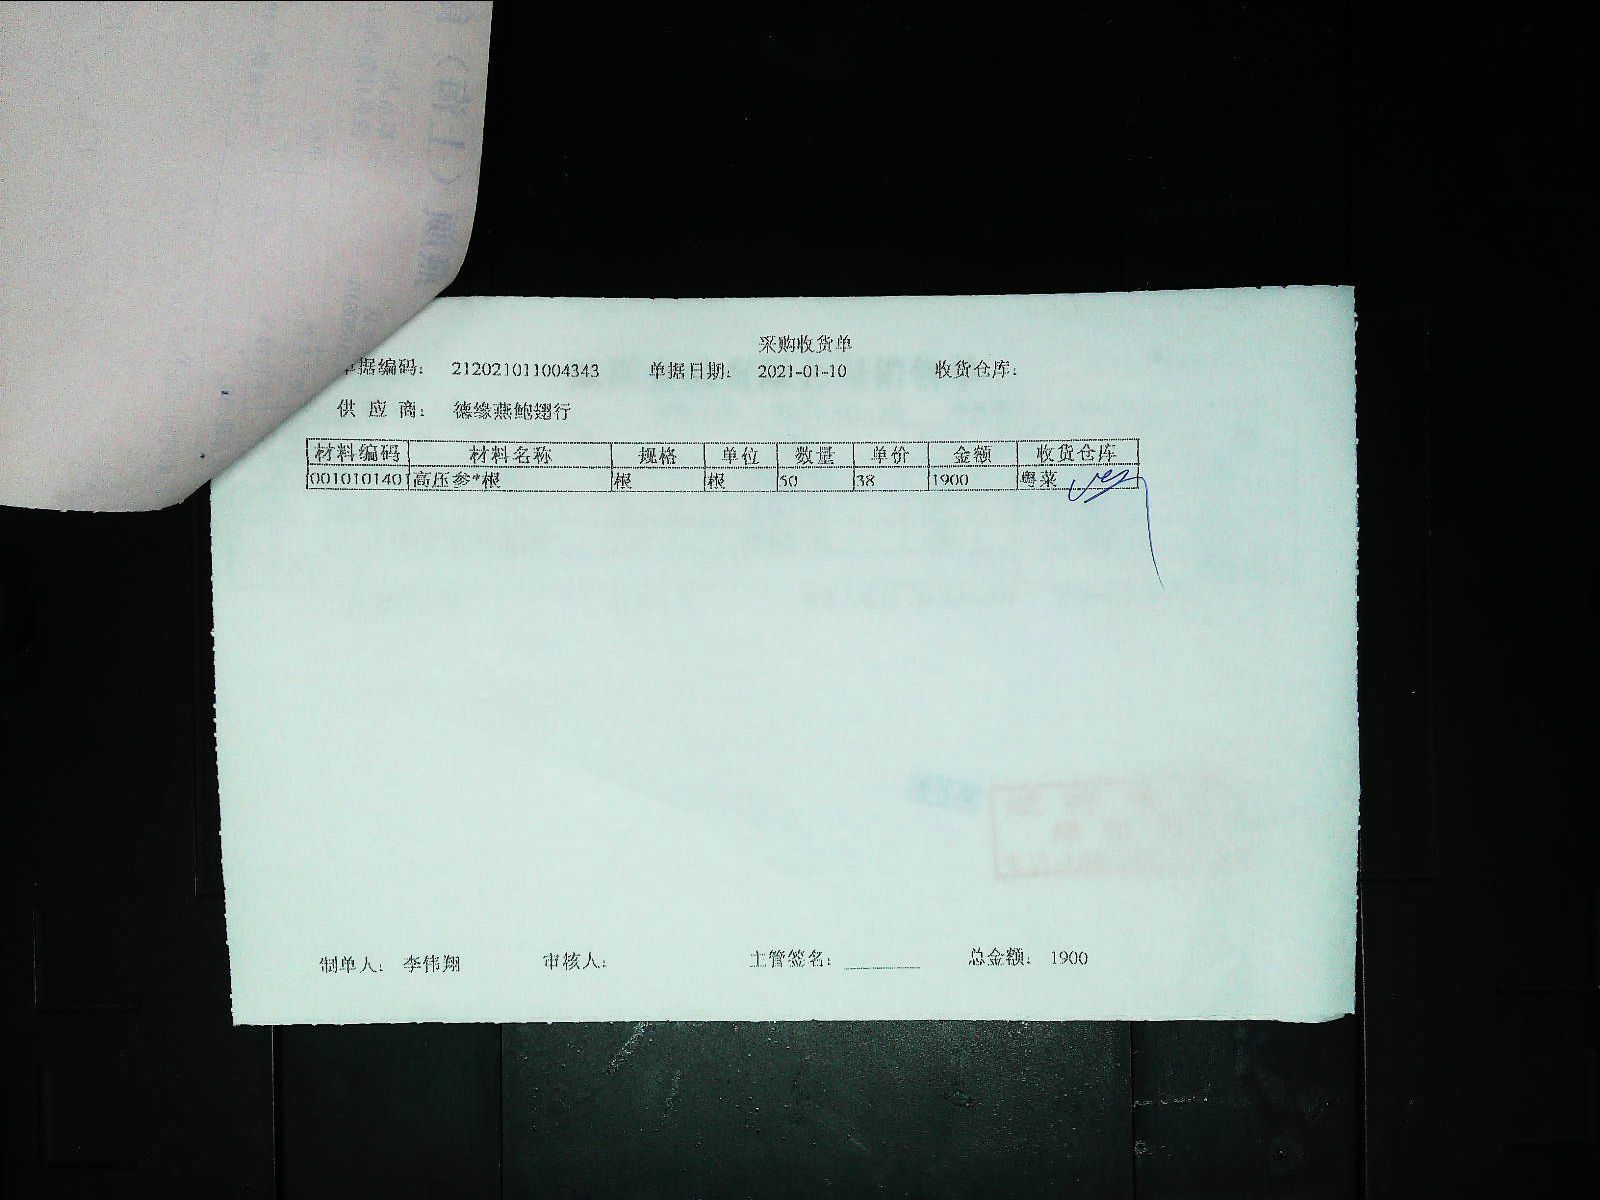 采购收货单
单据编码： 212021011004343 单据日期： 2021-01-10 收货仓库：
供 应 商： 德缘燕鲍翅行
材料编码 材料名称 规格 单位 数量 单价 金额 收货仓库
0010101401 高压参*根 根 根 50 38 1900 粤菜
制单人： 李伟翔 审核人： 主管签名： 总金额： 1900